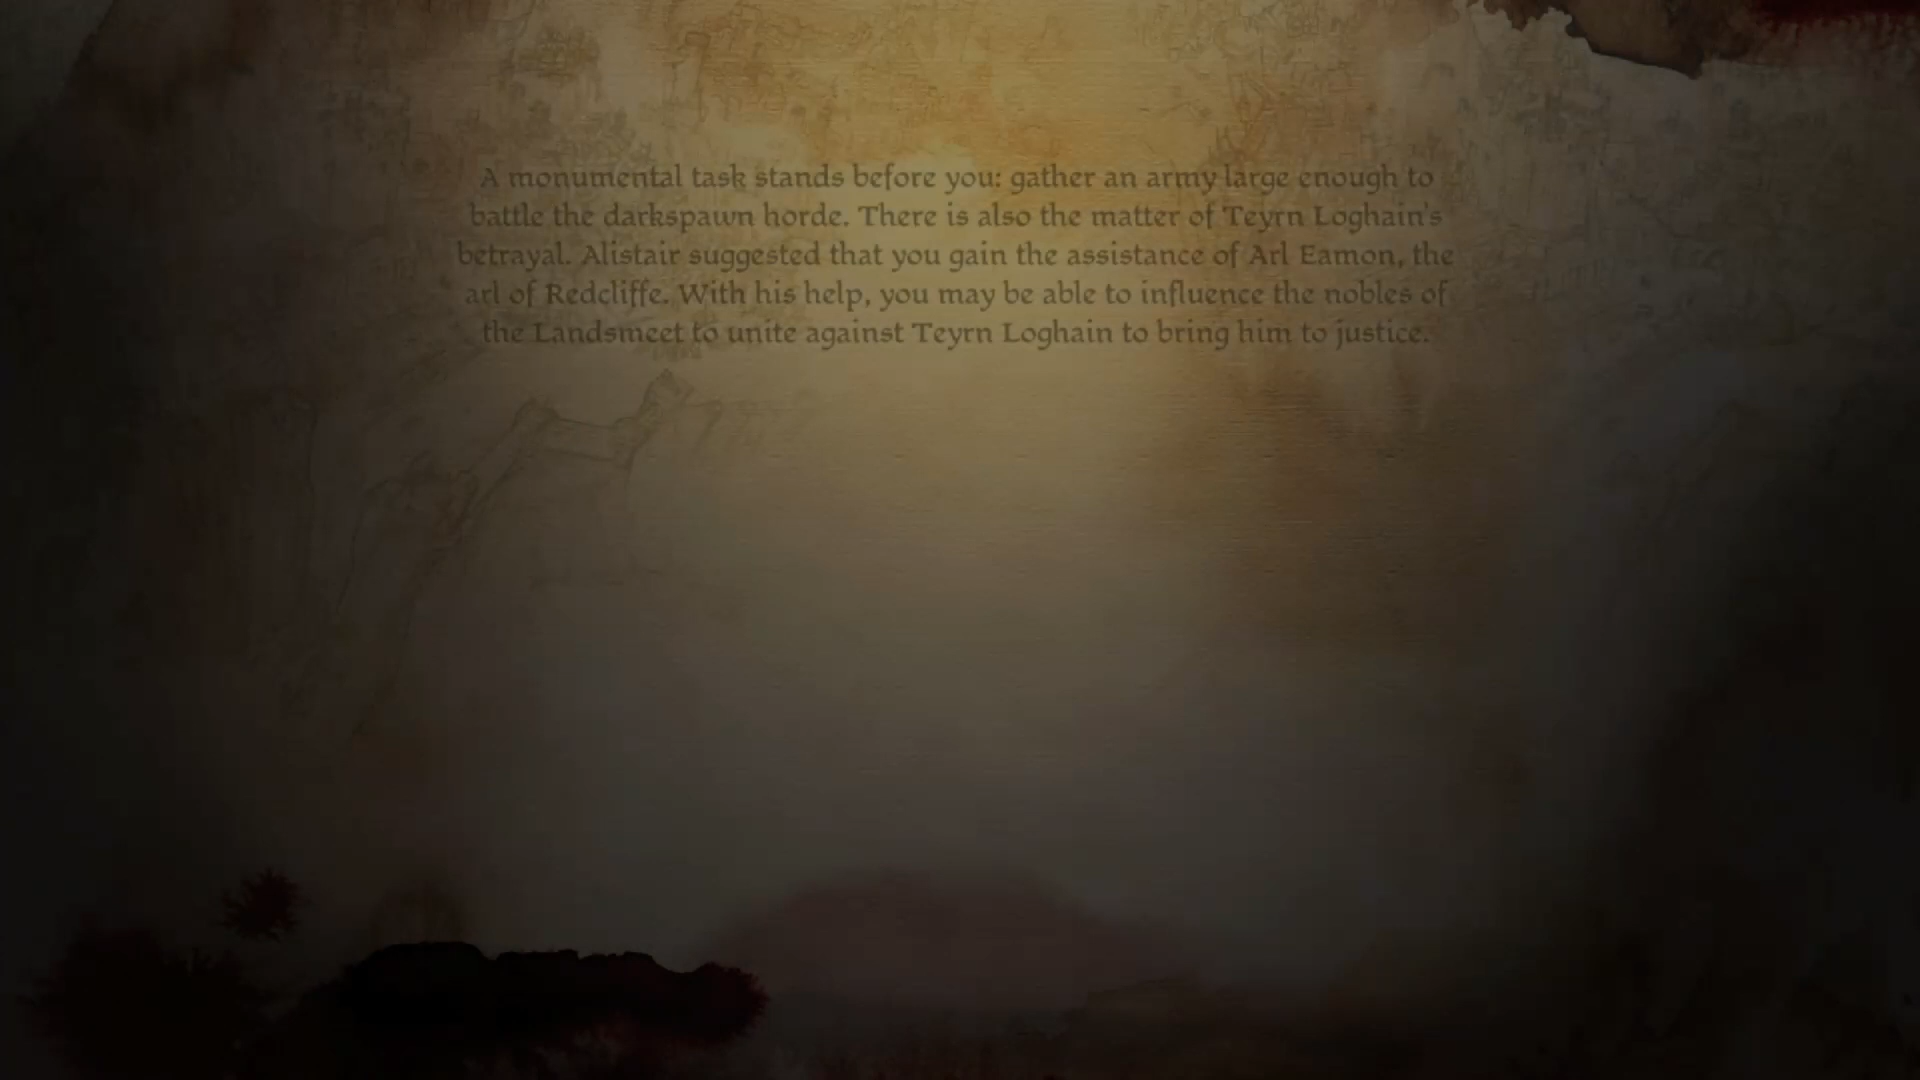 A monumental task stands before you: gather an army large enough to
battle the darkspawn horde. There is also the matter of Teyrn Loghain's
betrayal. Alistair suggested that you gain the assistance of Arl Eamon, the
arl of Redcliffe. With his help, you may be able to influence the nobles of
the Landsmeet to unite against Teyrn Loghain to bring him to justice.